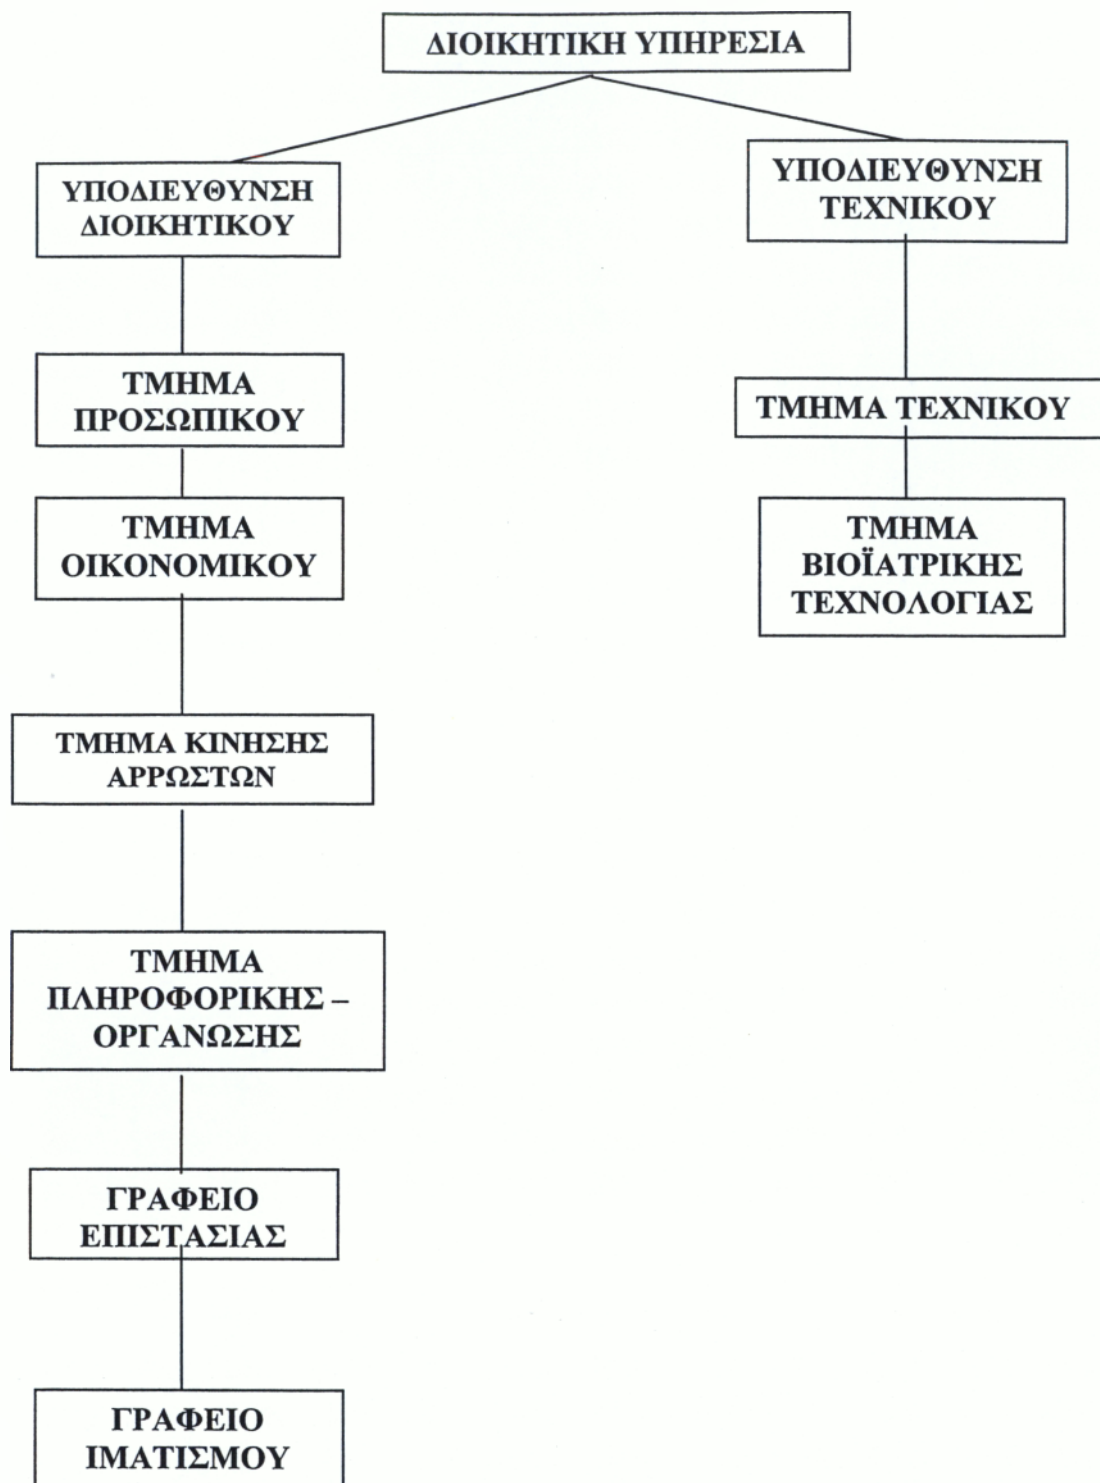 ΔΙΟΙΚΗΤΙΚΗ ΥΠΗΡΕΣΙΑ
ΥΠΟΔΙΕΥΘΥΝΣΗ
ΔΙΟΙΚΗΤΙΚΟΥ
ΥΠΟΔΙΕΥΘΥΝΣΗ
ΤΕΧΝΙΚΟΥ
ΤΜΗΜΑ
ΠΡΟΣΩΠΙΚΟΥ
ΤΜΗΜΑ ΤΕΧΝΙΚΟΥ
ΤΜΗΜΑ
ΟΙΚΟΝΟΜΙΚΟΥ
ΤΜΗΜΑ
ΒΙΟΪΑΤΡΙΚΗΣ
ΤΕΧΝΟΛΟΓΙΑΣ
ΤΜΗΜΑ ΚΙΝΗΣΗΣ
ΑΡΡΩΣΤΩΝ
ΤΜΗΜΑ
ΠΛΗΡΟΦΟΡΙΚΗΣ –
ΟΡΓΑΝΩΣΗΣ
ΓΡΑΦΕΙΟ
ΕΠΙΣΤΑΣΙΑΣ
ΓΡΑΦΕΙΟ
ΙΜΑΤΙΣΜΟΥ